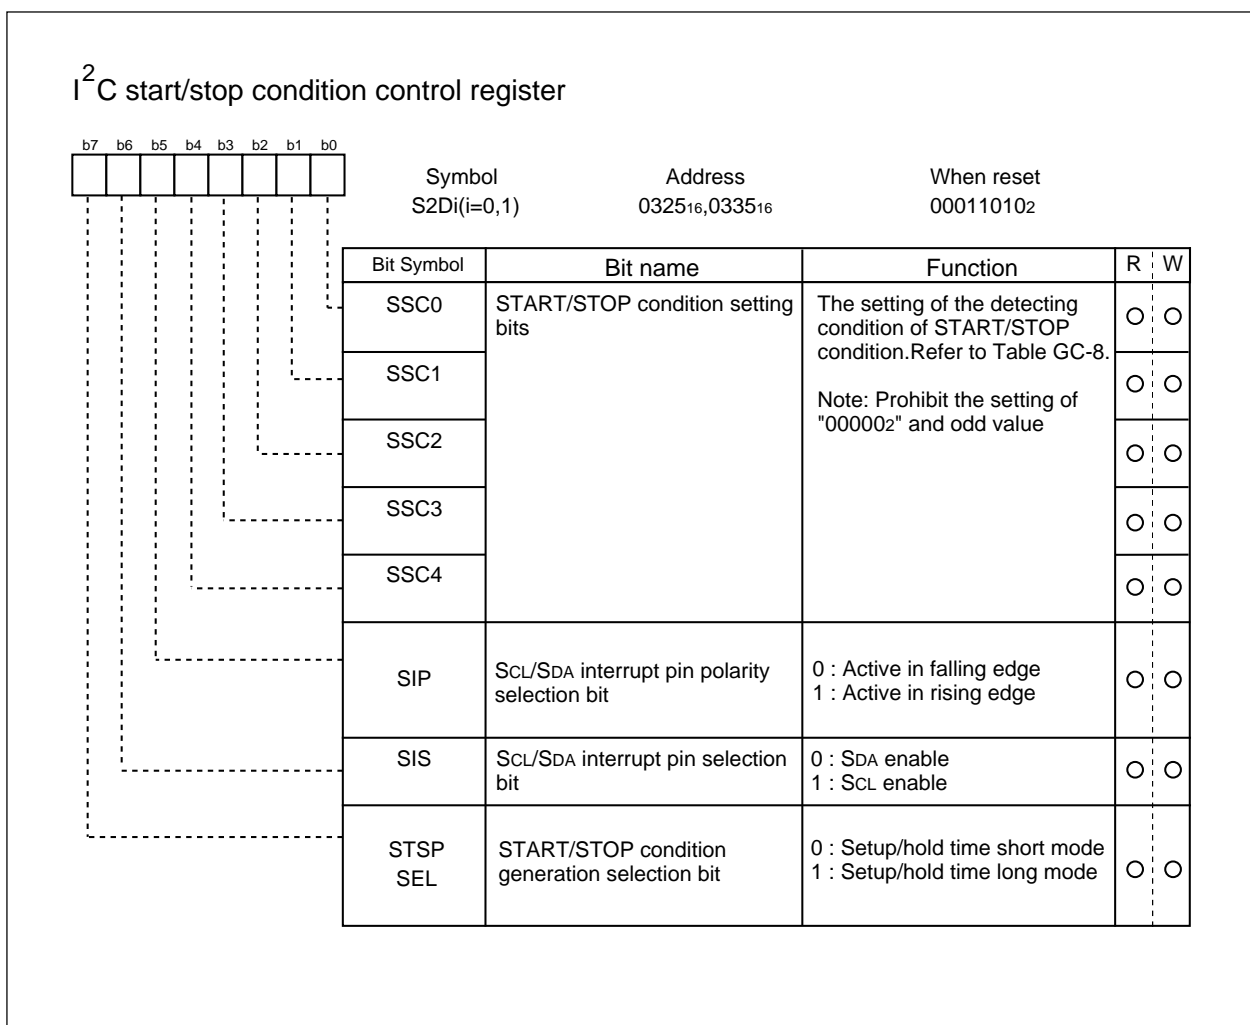 I2C start/stop condition control register
b7 b6 b5 b4 b3 b2 b1 b0
Symbol Address When reset
S2Di(i=0,1) 032516,033516 000110102
Bit Symbol Bit name Function R W
SSC0 START/STOP condition setting bits The setting of the detecting condition of START/STOP condition.Refer to Table GC-8.
Note: Prohibit the setting of "000002" and odd value
SSC1
SSC2
SSC3
SSC4
SIP SCL/SDA interrupt pin polarity selection bit 0 : Active in falling edge
1 : Active in rising edge
SIS SCL/SDA interrupt pin selection bit 0 : SDA enable
1 : SCL enable
STSP SEL START/STOP condition generation selection bit 0 : Setup/hold time short mode
1 : Setup/hold time long mode